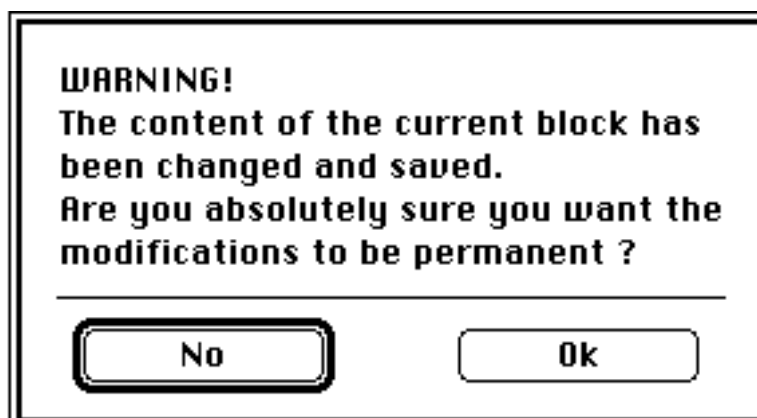 WARNING!
The content of the current block has
been changed and saved.
Are you absolutely sure you want the
modifications to be permanent ?
No
Ok